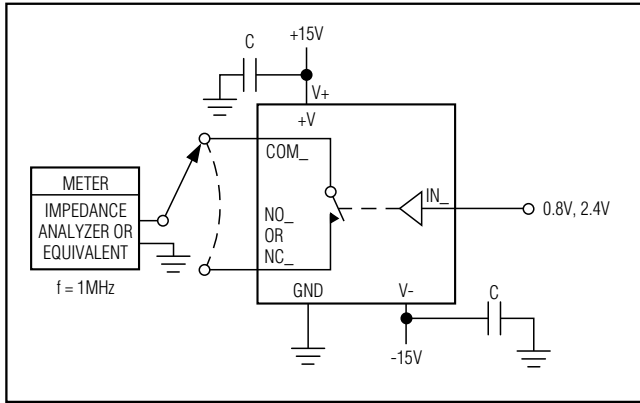 +15V
C
V+
+V
COM_
METER
IMPEDANCE
ANALYZER OR
EQUIVALENT
f = 1MHz
NO_
OR
NC_
IN_
0.8V, 2.4V
GND
V-
C
-15V